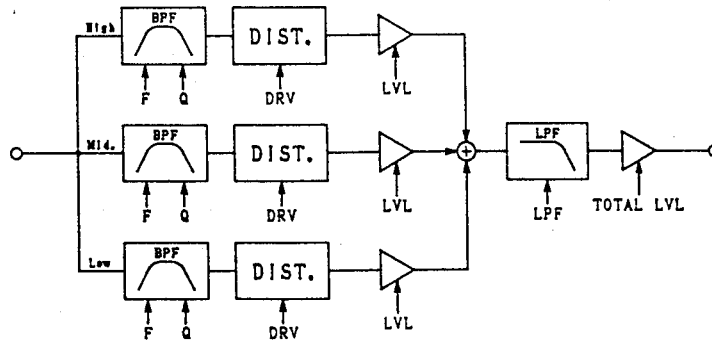 High
BPF
DIST.
F
Q
DRV
LVL
Mid.
BPF
DIST.
LPF
F
Q
DRV
LVL
LPF
TOTAL LVL
Low
BPF
DIST.
F
Q
DRV
LVL